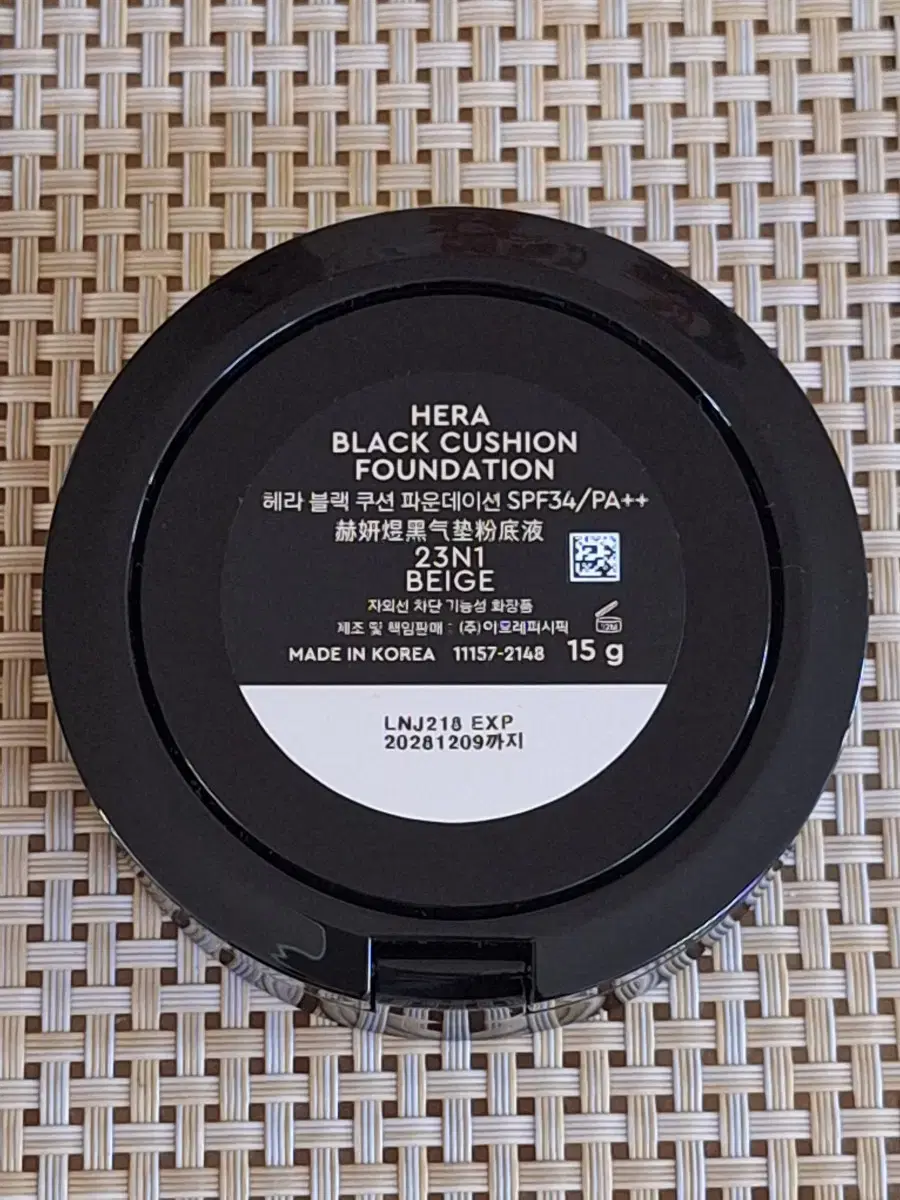 HERA
BLACK CUSHION
FOUNDATION
헤라 블랙 쿠션 파운데이션 SPF34/PA++
赫妍煜黑气垫粉底液
23N1
BEIGE
자외선 차단 기능성 화장품
제조 및 책임판매 : (주)아모레퍼시픽
12M
MADE IN KOREA 11157-2148 15 g
LNJ218 EXP
20281209까지